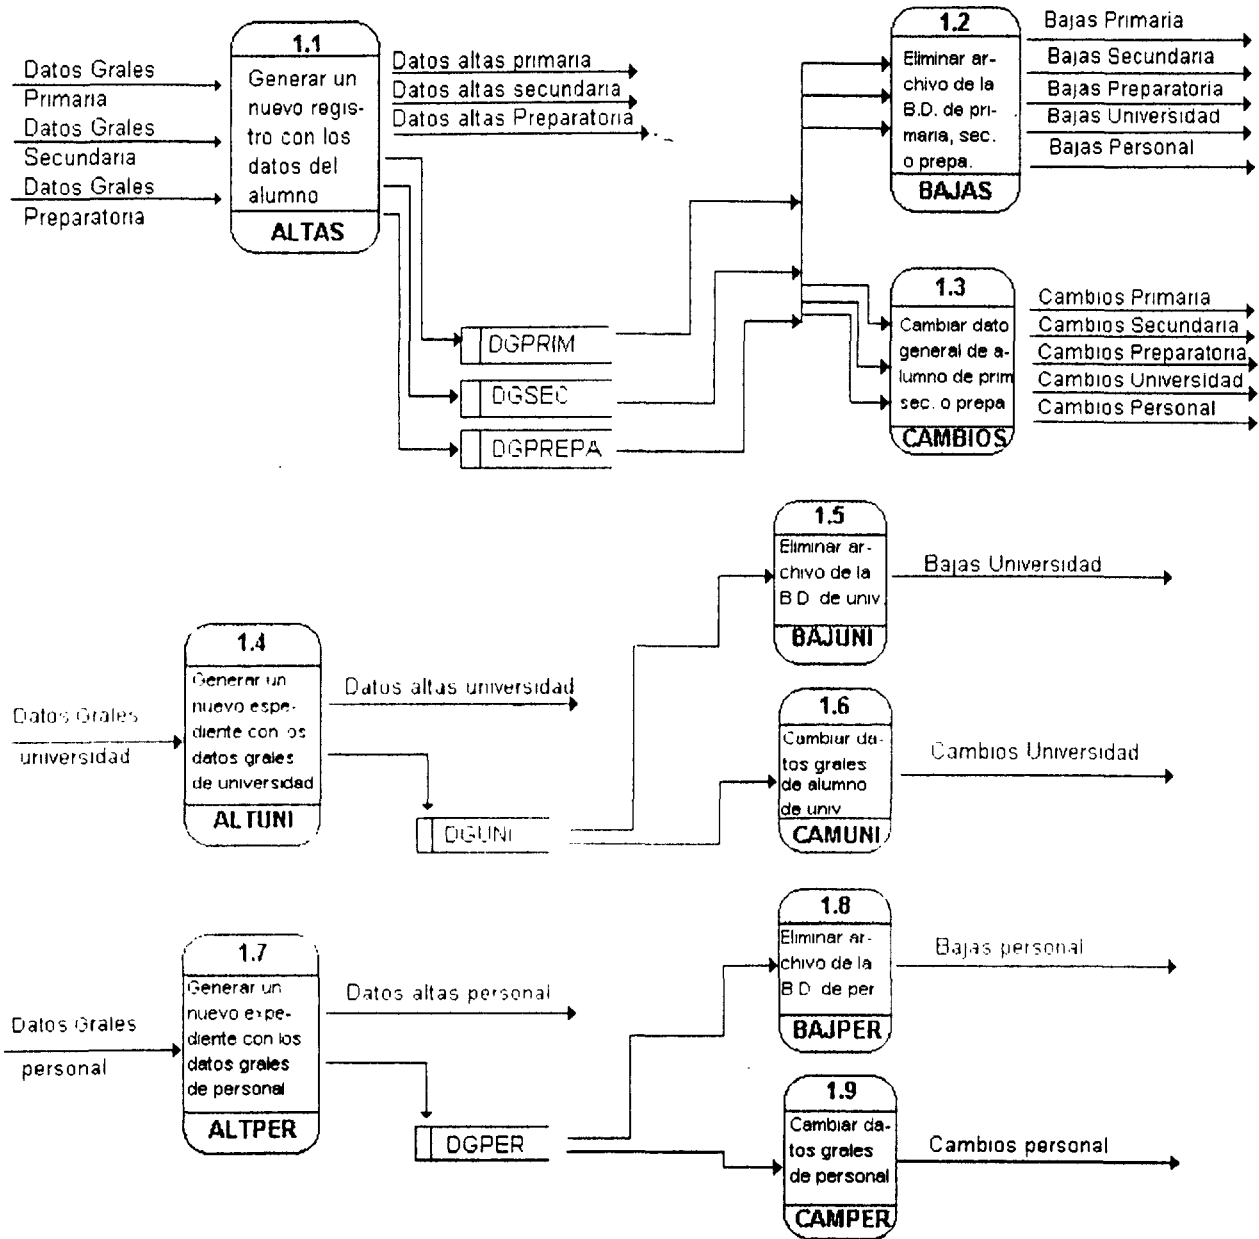 1.1
Generar un
nuevo regis-
tro con los
datos del
alumno
ALTAS
Datos Grales
Primaria
Datos Grales
Secundaria
Datos Grales
Preparatoria
Datos altas primaria
Datos altas secundaria
Datos altas Preparatoria
DGPRIM
DGSEC
DGPREPA
1.2
Eliminar ar-
chivo de la
B.D. de pri-
maria, sec.
o prepa.
BAJAS
Bajas Primaria
Bajas Secundaria
Bajas Preparatoria
Bajas Universidad
Bajas Personal
1.3
Cambiar dato
general de a-
lumno de prim
sec. o prepa
CAMBIOS
Cambios Primaria
Cambios Secundaria
Cambios Preparatoria
Cambios Universidad
Cambios Personal
Datos Grales
universidad
1.4
Generar un
nuevo espe-
diente con os
datos grales
de universidad
ALTUNI
Datos altas universidad
DGUNI
1.5
Eliminar ar-
chivo de la
B D de univ
BAJUNI
Bajas Universidad
1.6
Cambiar da-
tos grales
de alumno
de univ
CAMUNI
Cambios Universidad
Datos Grales
personal
1.7
Generar un
nuevo expe-
diente con los
datos grales
de personal
ALTPER
Datos altas personal
DGPER
1.8
Eliminar ar-
chivo de la
B D de per
BAJPER
Bajas personal
1.9
Cambiar da-
tos grales
de personal
CAMPER
Cambios personal